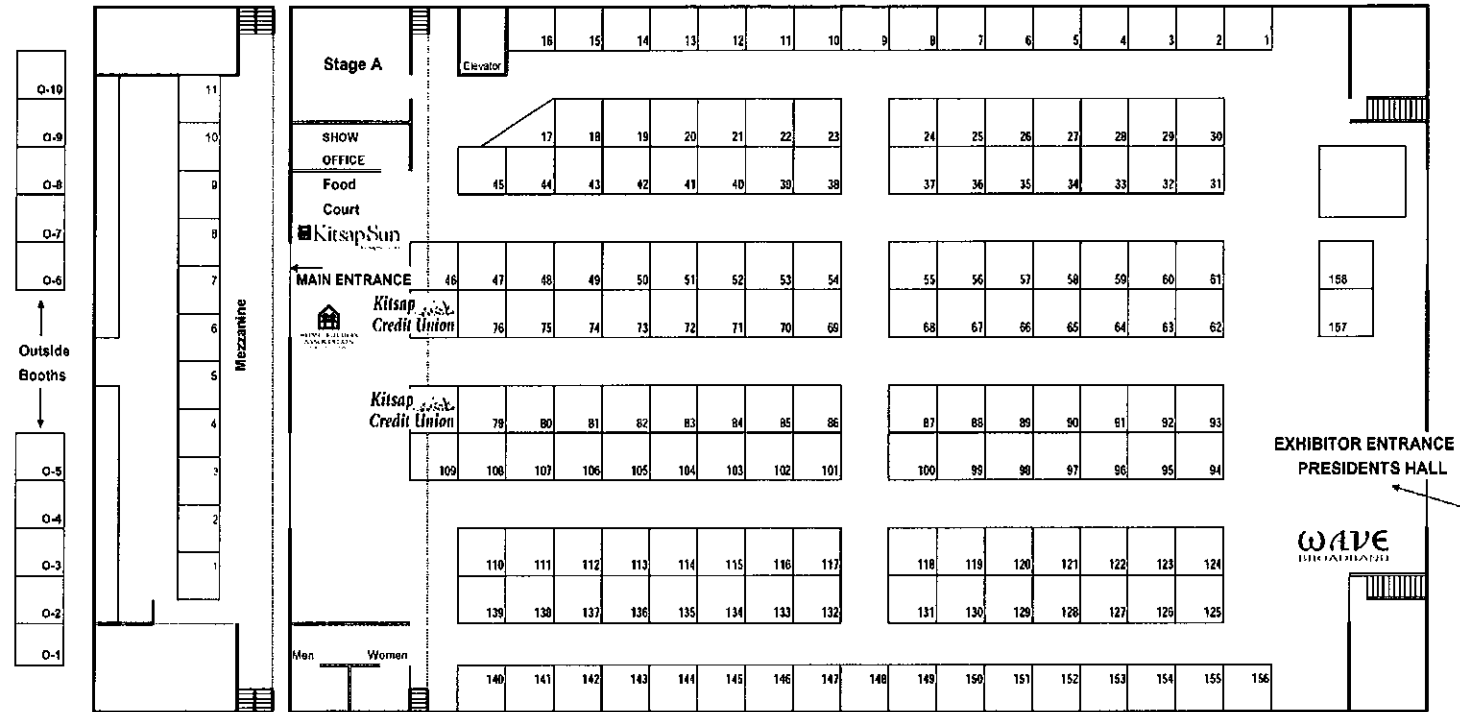 16 15 14 13 12 11 10 9 8 7 6 5 4 3 2 1
Stage A
Elevator
O-10
O-9
O-8
O-7
O-6
Outside
Booths
O-5
O-4
O-3
O-2
O-1
11
10
9
8
7
6
5
4
3
2
1
Mezzanine
SHOW
OFFICE
Food
Court
KitsapSun
MAIN ENTRANCE
Kitsap
Credit Union
HOME BUILDERS
ASSOCIATION
Kitsap
Credit Union
Men Women
17 18 19 20 21 22 23 24 25 26 27 28 29 30
45 44 43 42 41 40 39 38 37 36 35 34 33 32 31
46 47 48 49 50 51 52 53 54 55 56 57 58 59 60 61
76 75 74 73 72 71 70 69 68 67 66 65 64 63 62
79 80 81 82 83 84 85 86 87 88 89 90 91 92 93
109 108 107 106 105 104 103 102 101 100 99 98 97 96 95 94
110 111 112 113 114 115 116 117 118 119 120 121 122 123 124
139 138 137 136 135 134 133 132 131 130 129 128 127 126 125
140 141 142 143 144 145 146 147 148 149 150 151 152 153 154 155 156
158
157
EXHIBITOR ENTRANCE
PRESIDENTS HALL
WAVE
BROADBAND